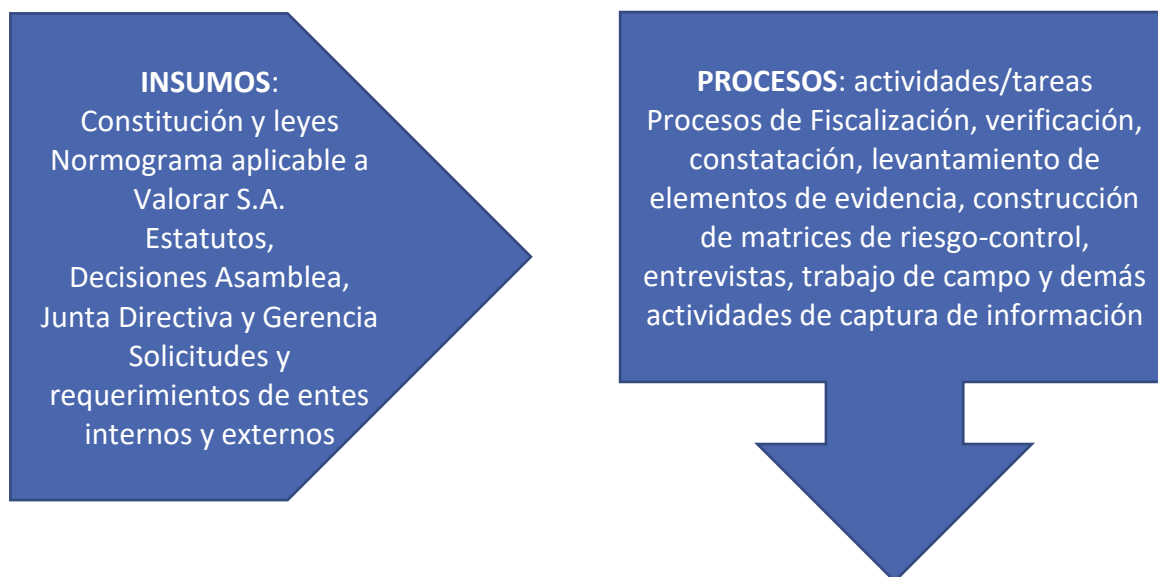 INSUMOS:
Constitución y leyes
Normograma aplicable a
Valorar S.A.
Estatutos,
Decisiones Asamblea,
Junta Directiva y Gerencia
Solicitudes y
requerimientos de entes
internos y externos
PROCESOS: actividades/tareas
Procesos de Fiscalización, verificación,
constatación, levantamiento de
elementos de evidencia, construcción
de matrices de riesgo-control,
entrevistas, trabajo de campo y demás
actividades de captura de información